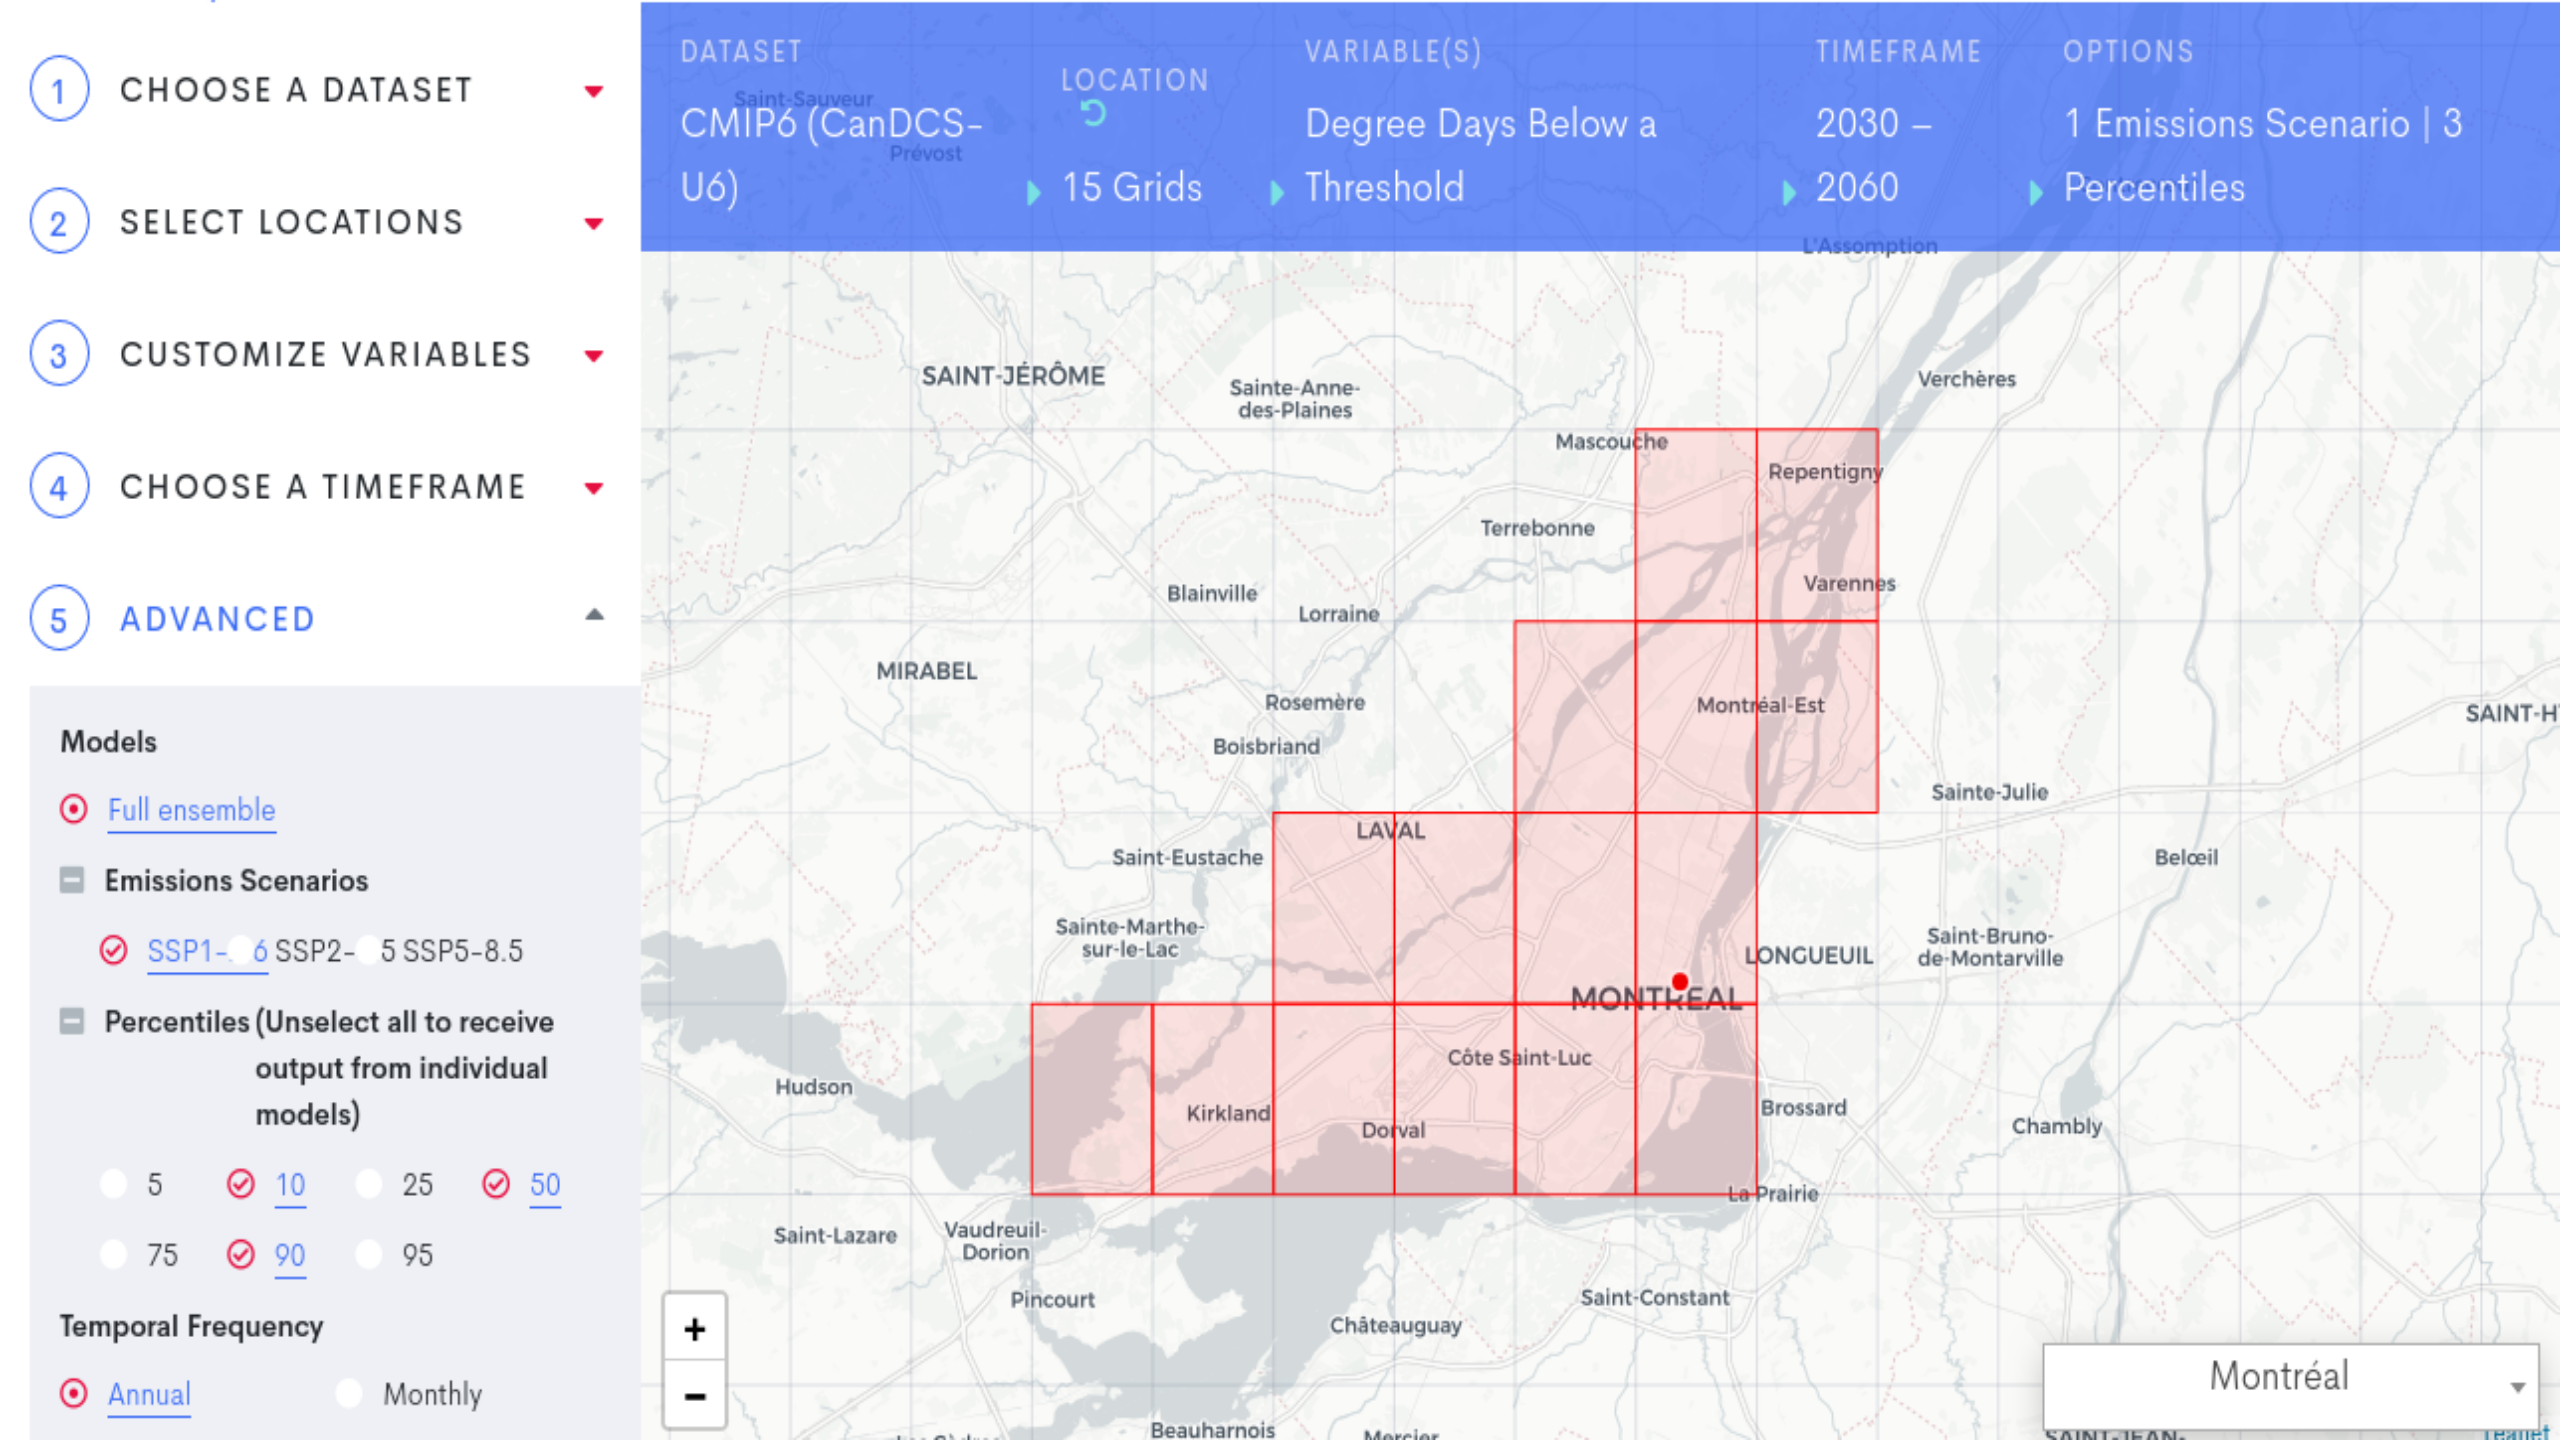 1 CHOOSE A DATASET
2 SELECT LOCATIONS
3 CUSTOMIZE VARIABLES
4 CHOOSE A TIMEFRAME
5 ADVANCED
Models
Full ensemble
Emissions Scenarios
SSP1- 6 SSP2- 5 SSP5-8.5
Percentiles (Unselect all to receive
output from individual
models)
5 10 25 50
75 90 95
Temporal Frequency
Annual Monthly
DATASET
CMIP6 (CanDCS-
U6)
LOCATION
15 Grids
VARIABLE(S)
Degree Days Below a
Threshold
TIMEFRAME
2030 –
2060
OPTIONS
1 Emissions Scenario | 3
Percentiles
Saint-Sauveur
Prévost
L'Assomption
SAINT-JÉRÔME
Sainte-Anne-
des-Plaines
Verchères
Mascouche
Repentigny
Terrebonne
Varennes
Blainville
Lorraine
MIRABEL
Rosemère
Montréal-Est
SAINT-H
Boisbriand
Sainte-Julie
LAVAL
Saint-Eustache
Belœil
Sainte-Marthe-
sur-le-Lac
LONGUEUIL
Saint-Bruno-
de-Montarville
MONTRÉAL
Côte Saint-Luc
Hudson
Kirkland
Dorval
Brossard
Chambly
La Prairie
Saint-Lazare
Vaudreuil-
Dorion
Pincourt
Saint-Constant
Châteauguay
+
−
Montréal
Beauharnois
Mercier
SAINT-JEAN-
Leaflet